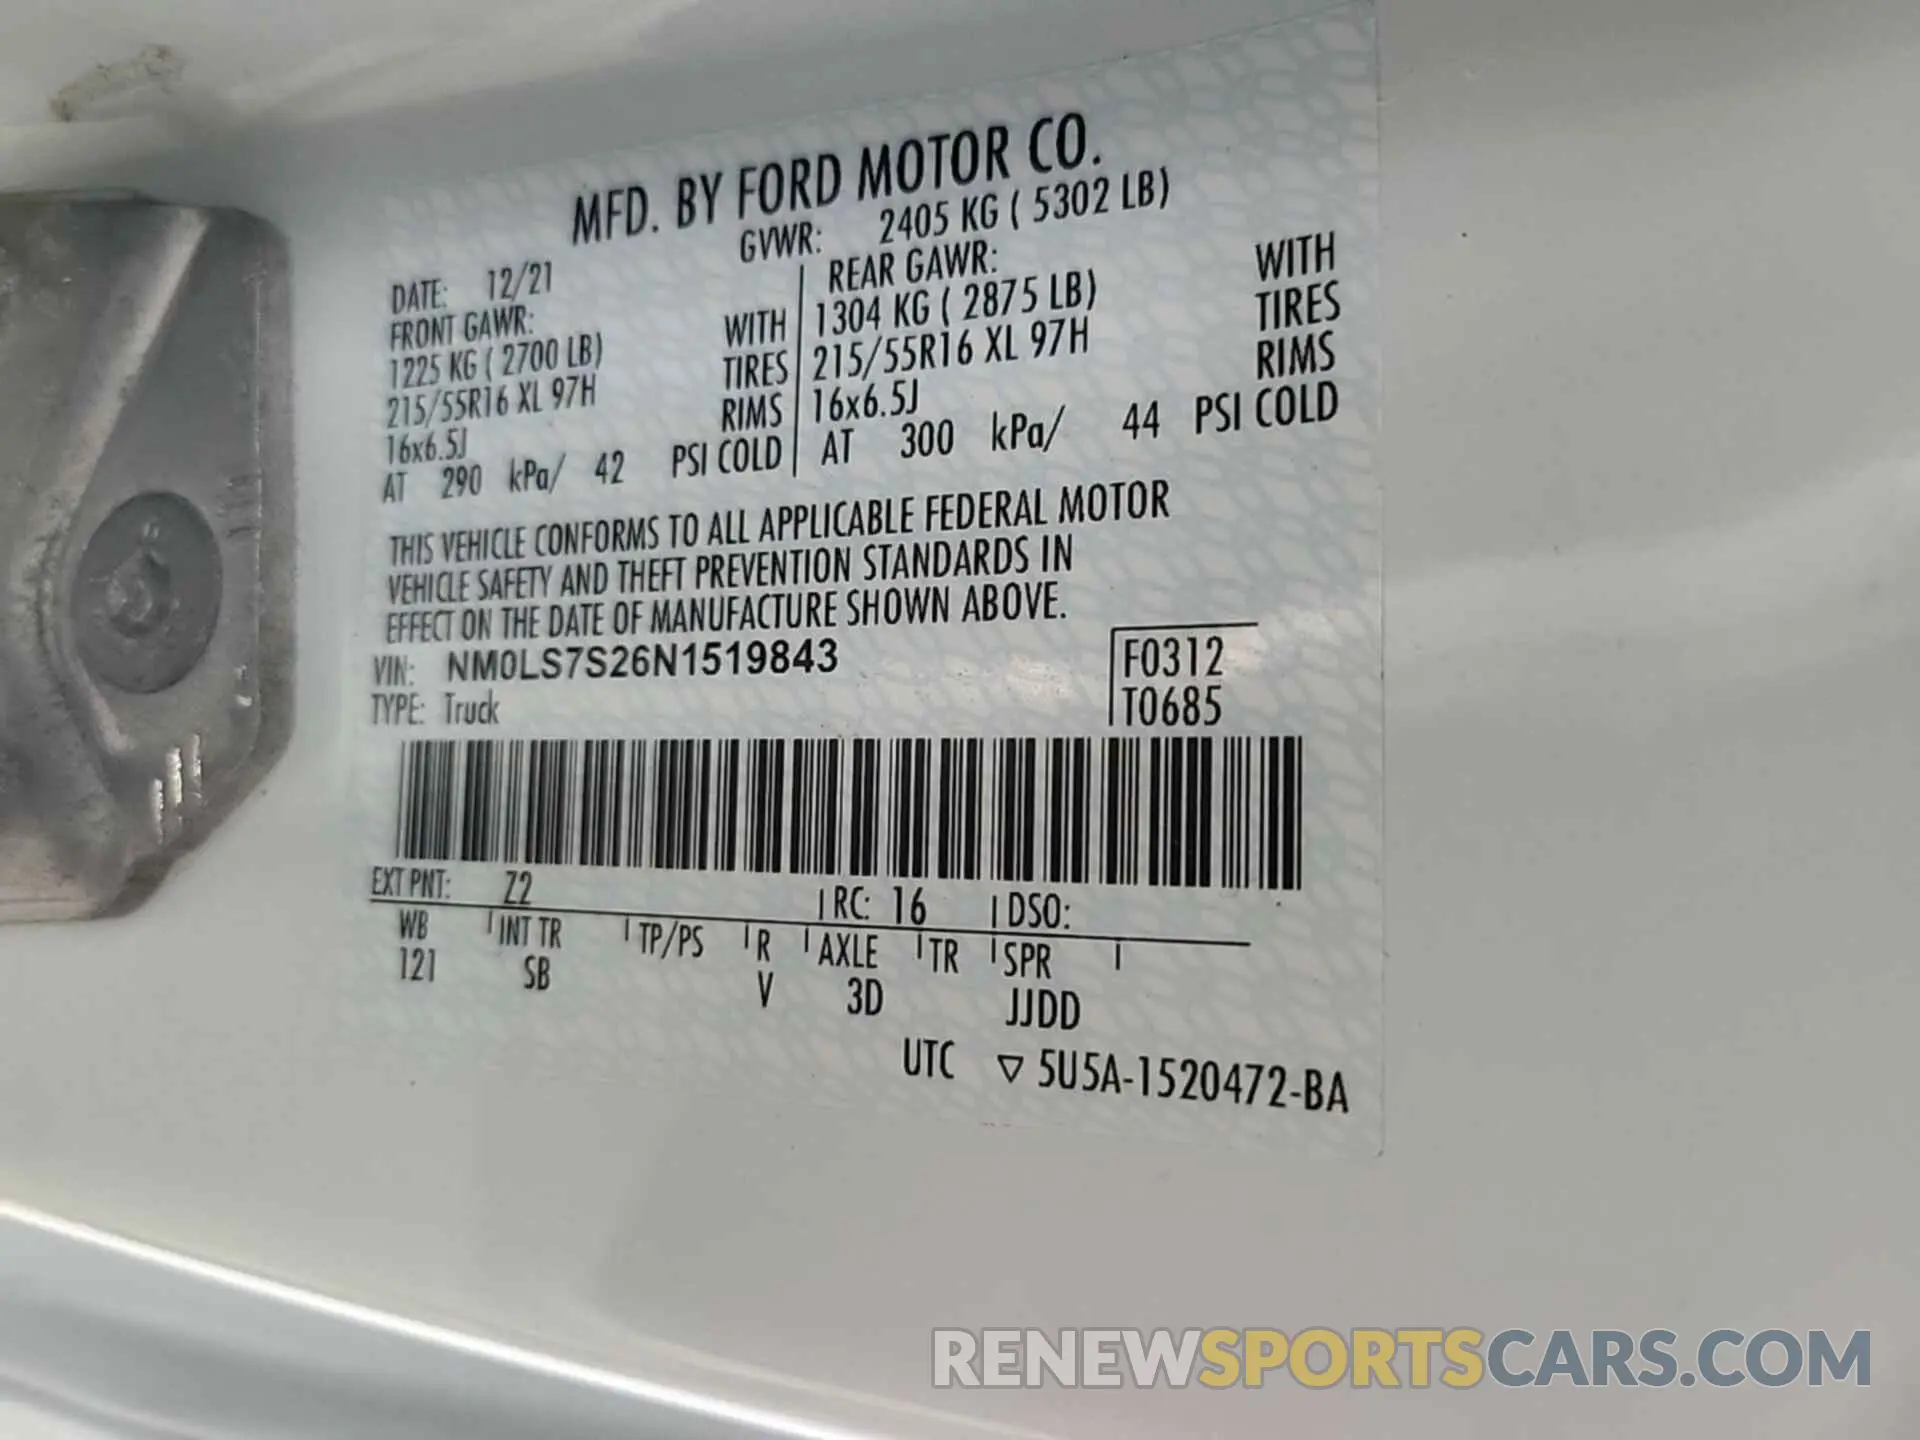 MFD. BY FORD MOTOR CO.
DATE: 12/21 GVWR: 2405 KG ( 5302 LB)
FRONT GAWR: REAR GAWR:
1225 KG ( 2700 LB) WITH 1304 KG ( 2875 LB) WITH
215/55R16 XL 97H TIRES 215/55R16 XL 97H TIRES
16x6.5J RIMS 16x6.5J RIMS
AT 290 kPa/ 42 PSI COLD AT 300 kPa/ 44 PSI COLD
THIS VEHICLE CONFORMS TO ALL APPLICABLE FEDERAL MOTOR
VEHICLE SAFETY AND THEFT PREVENTION STANDARDS IN
EFFECT ON THE DATE OF MANUFACTURE SHOWN ABOVE.
VIN: NM0LS7S26N1519843 F0312
TYPE: Truck T0685
EXT PNT: Z2 RC: 16 DSO:
WB INT TR TP/PS R AXLE TR SPR
121 SB V 3D JJDD
UTC ▽ 5U5A-1520472-BA
RENEWSPORTSCARS.COM